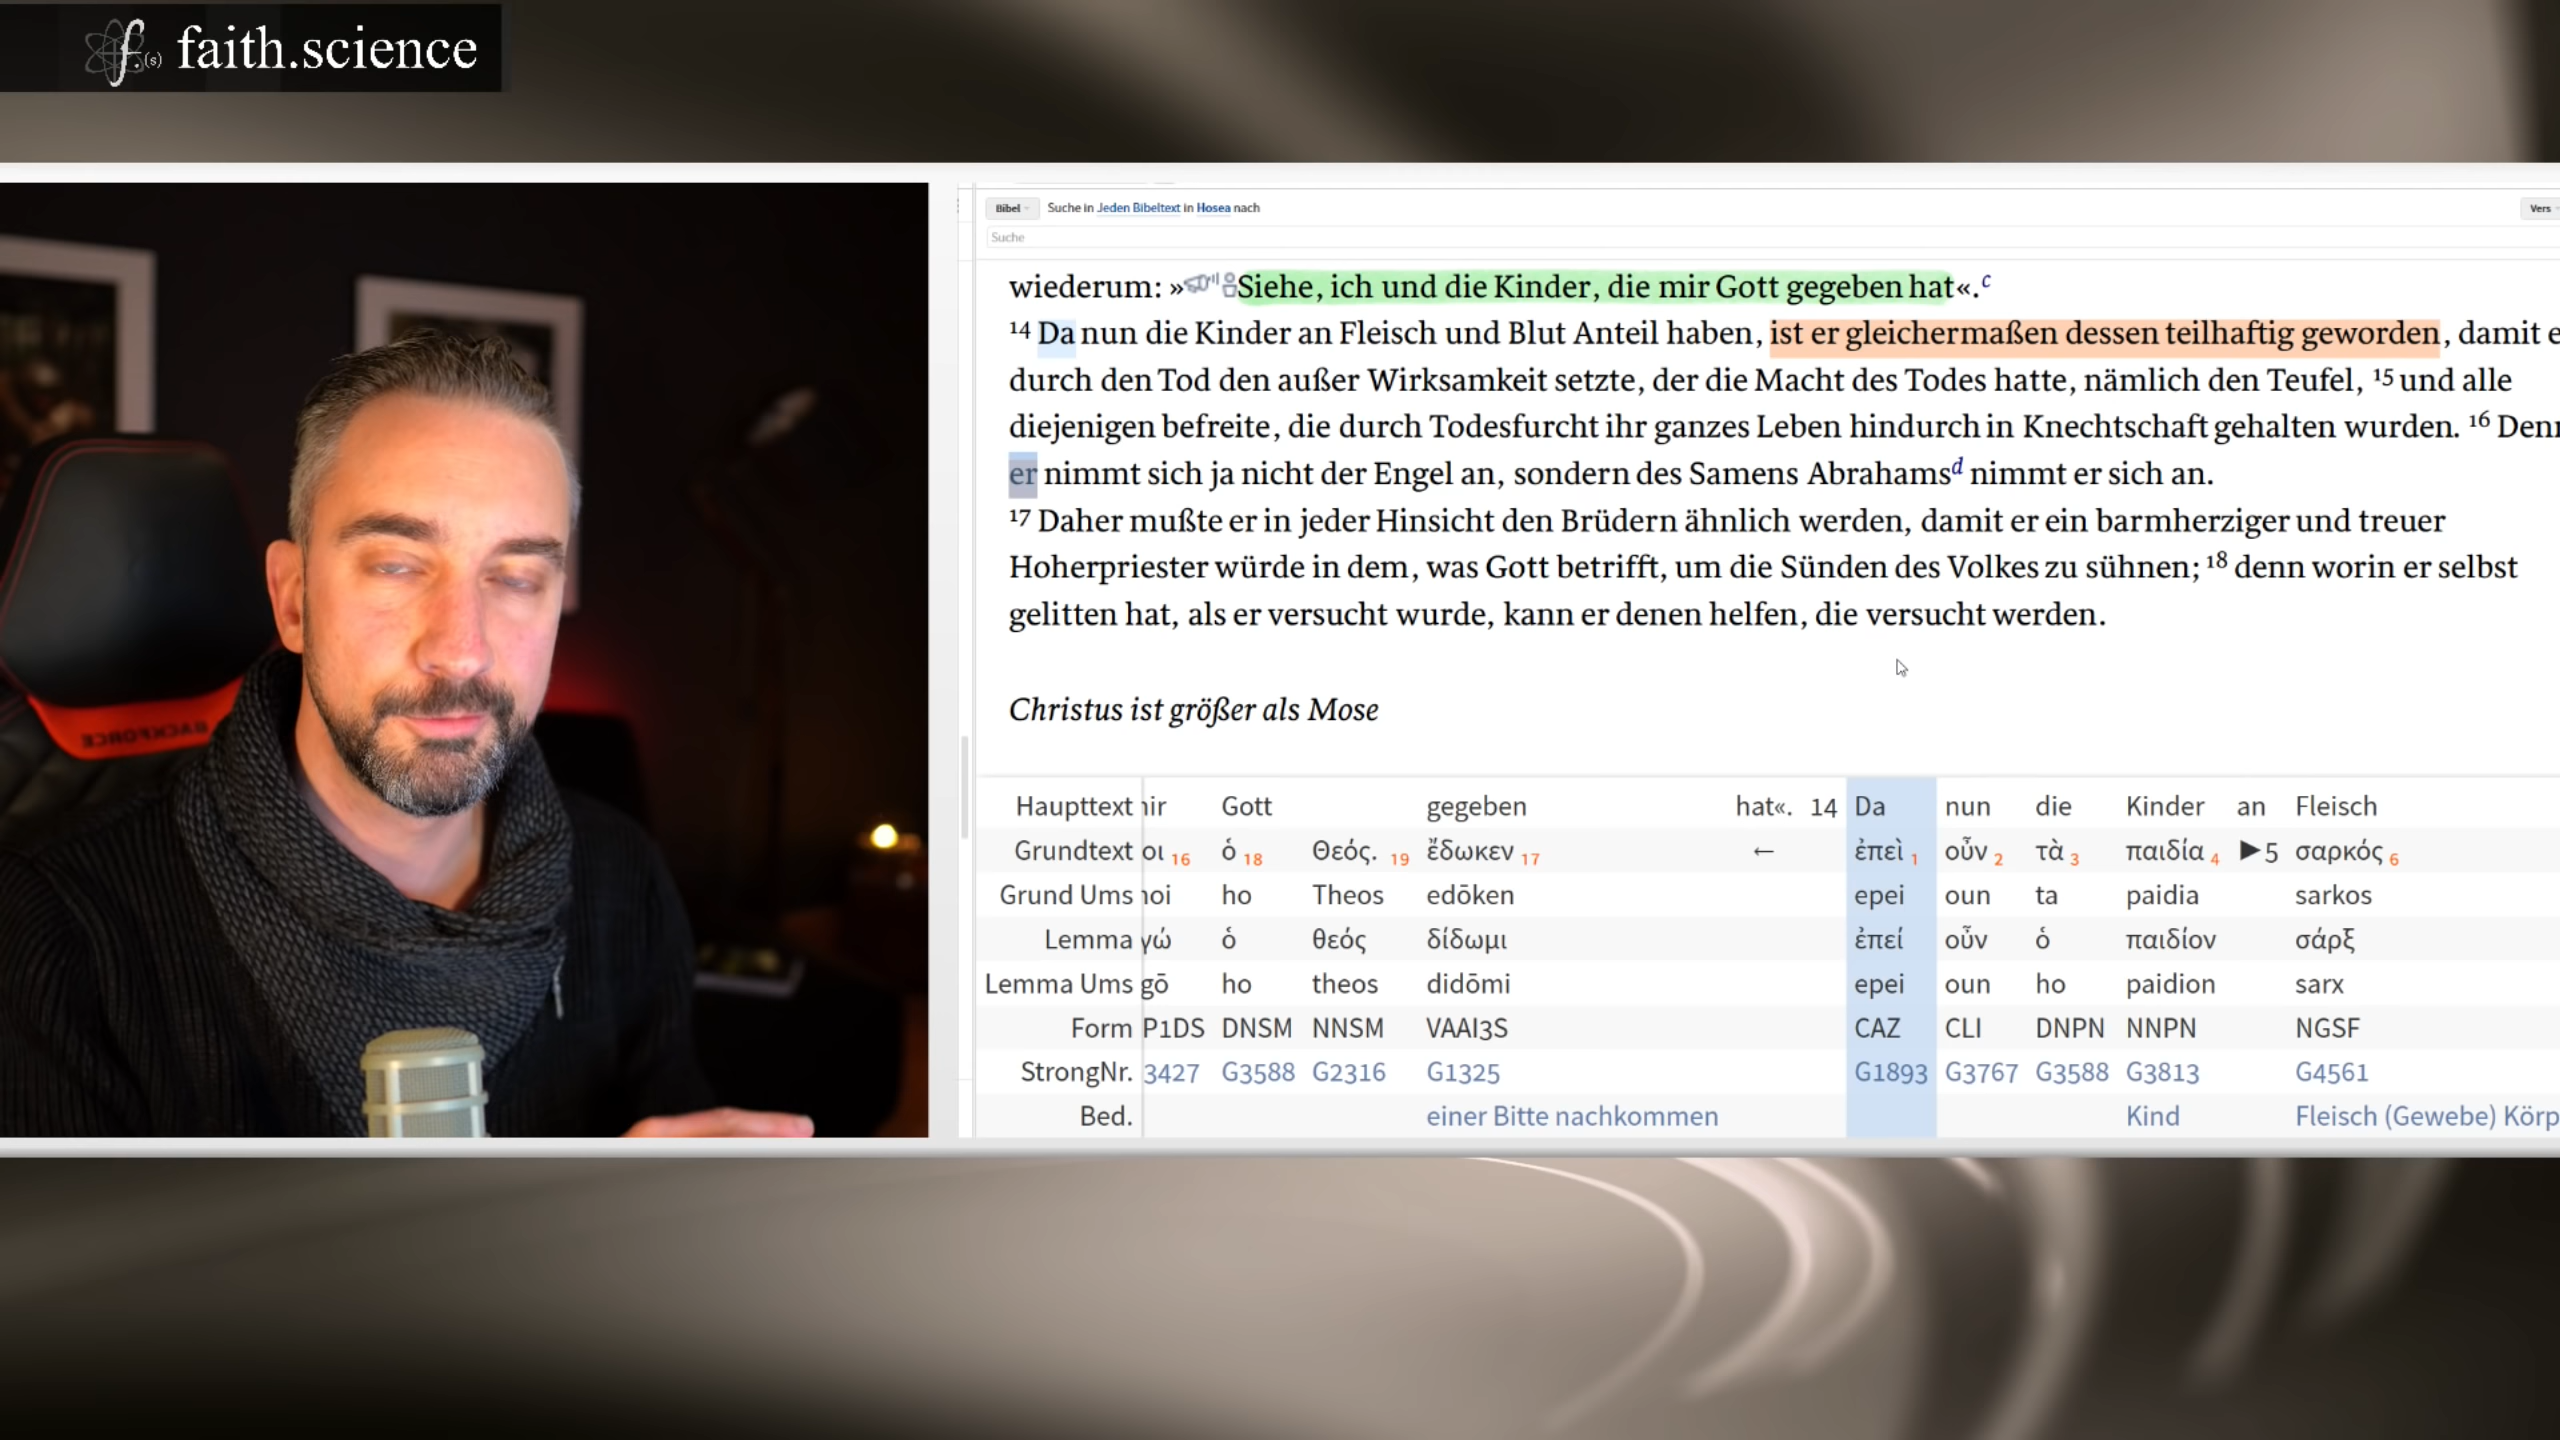 f.(s) faith.science
Bibel Suche in Jeden Bibeltext in Hosea nach Vers
Suche
wiederum: »Siehe, ich und die Kinder, die mir Gott gegeben hat«.c
14 Da nun die Kinder an Fleisch und Blut Anteil haben, ist er gleichermaßen dessen teilhaftig geworden, damit e
durch den Tod den außer Wirksamkeit setzte, der die Macht des Todes hatte, nämlich den Teufel, 15 und alle
diejenigen befreite, die durch Todesfurcht ihr ganzes Leben hindurch in Knechtschaft gehalten wurden. 16 Denn
er nimmt sich ja nicht der Engel an, sondern des Samens Abrahamsd nimmt er sich an.
17 Daher mußte er in jeder Hinsicht den Brüdern ähnlich werden, damit er ein barmherziger und treuer
Hoherpriester würde in dem, was Gott betrifft, um die Sünden des Volkes zu sühnen; 18 denn worin er selbst
gelitten hat, als er versucht wurde, kann er denen helfen, die versucht werden.
Christus ist größer als Mose
Haupttext ir Gott gegeben hat«. 14 Da nun die Kinder an Fleisch
Grundtext οι 16 ὁ 18 Θεός. 19 ἔδωκεν 17 ← ἐπεὶ 1 οὖν 2 τὰ 3 παιδία 4 ▶5 σαρκός 6
Grund Ums oi ho Theos edōken epei oun ta paidia sarkos
Lemma γώ ὁ θεός δίδωμι ἐπεί οὖν ὁ παιδίον σάρξ
Lemma Ums gō ho theos didōmi epei oun ho paidion sarx
Form P1DS DNSM NNSM VAAI3S CAZ CLI DNPN NNPN NGSF
StrongNr. 3427 G3588 G2316 G1325 G1893 G3767 G3588 G3813 G4561
Bed. einer Bitte nachkommen Kind Fleisch (Gewebe) Körp
BACKFORCE